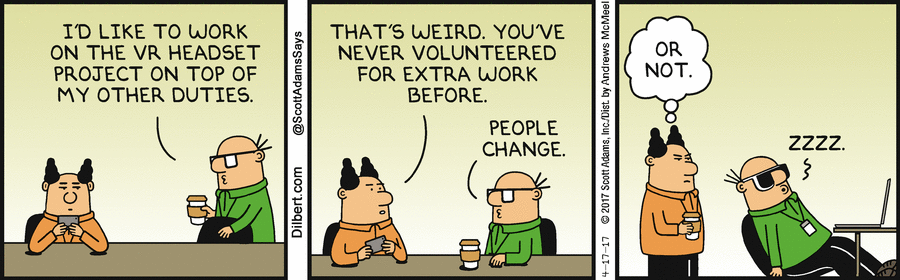 I'D LIKE TO WORK
ON THE VR HEADSET
PROJECT ON TOP OF
MY OTHER DUTIES.
Dilbert.com @ScottAdamsSays
THAT'S WEIRD. YOU'VE
NEVER VOLUNTEERED
FOR EXTRA WORK
BEFORE.
PEOPLE
CHANGE.
4-17-17 © 2017 Scott Adams, Inc./Dist. by Andrews McMeel
OR
NOT.
ZZZZ.